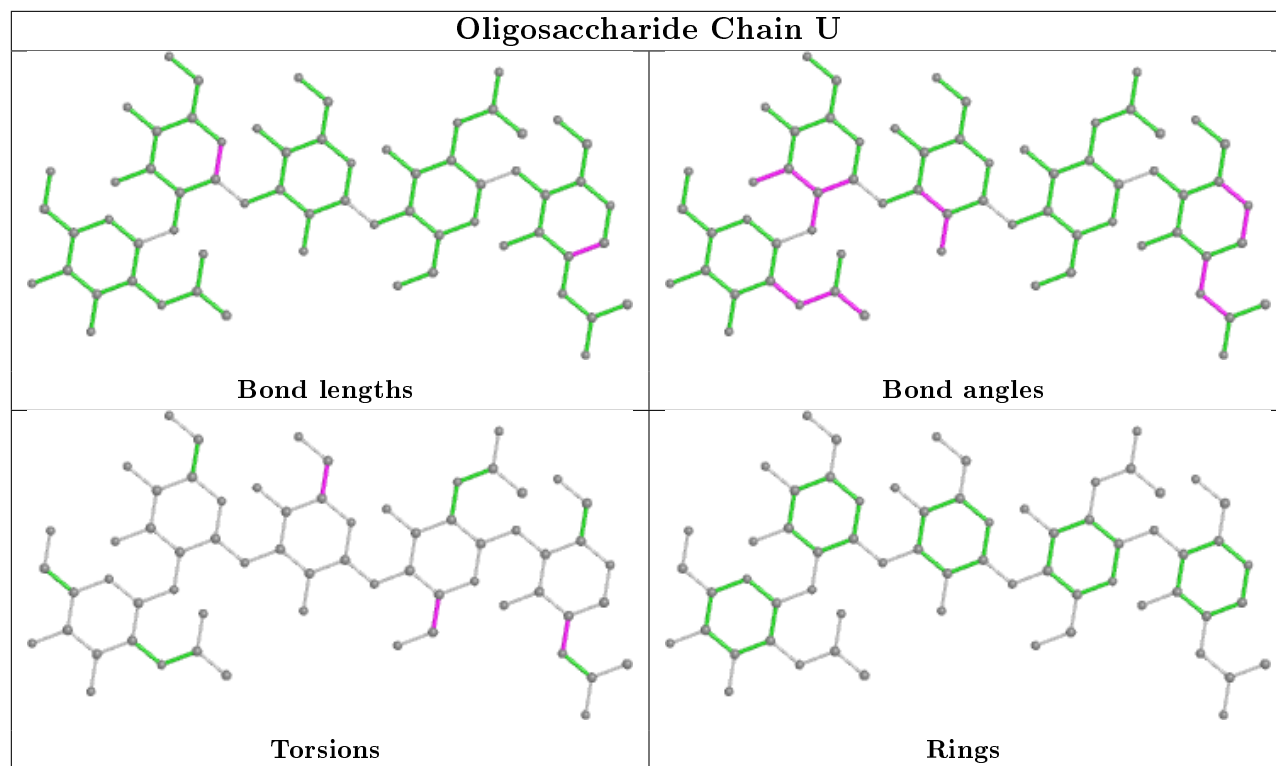 Oligosaccharide Chain U
Bond lengths
Bond angles
Torsions
Rings